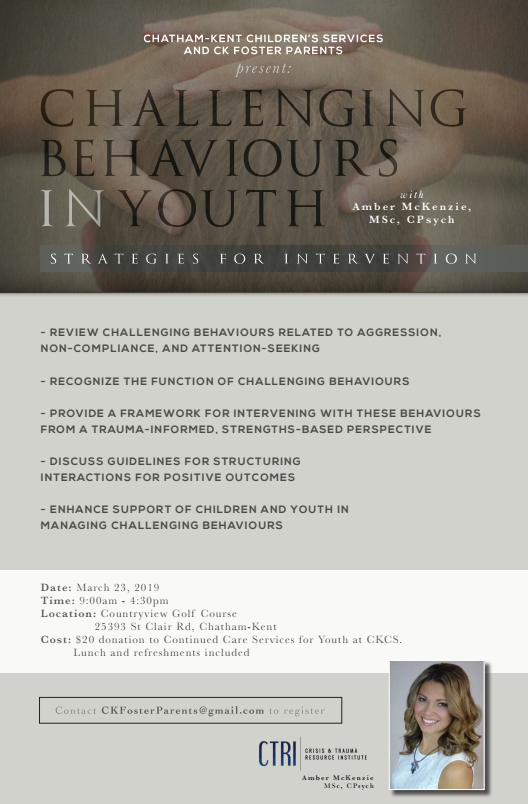 CHATHAM-KENT CHILDREN'S SERVICES
AND CK FOSTER PARENTS
present:
CHALLENGING
BEHAVIOURS
IN YOUTH
with
Amber McKenzie,
MSc, CPsych
STRATEGIES FOR INTERVENTION
- REVIEW CHALLENGING BEHAVIOURS RELATED TO AGGRESSION,
NON-COMPLIANCE, AND ATTENTION-SEEKING
- RECOGNIZE THE FUNCTION OF CHALLENGING BEHAVIOURS
- PROVIDE A FRAMEWORK FOR INTERVENING WITH THESE BEHAVIOURS
FROM A TRAUMA-INFORMED, STRENGTHS-BASED PERSPECTIVE
- DISCUSS GUIDELINES FOR STRUCTURING
INTERACTIONS FOR POSITIVE OUTCOMES
- ENHANCE SUPPORT OF CHILDREN AND YOUTH IN
MANAGING CHALLENGING BEHAVIOURS
Date: March 23, 2019
Time: 9:00am - 4:30pm
Location: Countryview Golf Course
25393 St Clair Rd, Chatham-Kent
Cost: $20 donation to Continued Care Services for Youth at CKCS.
Lunch and refreshments included
Contact CKFosterParents@gmail.com to register
CTRI
CRISIS & TRAUMA
RESOURCE INSTITUTE
Amber McKenzie
MSc, CPsych